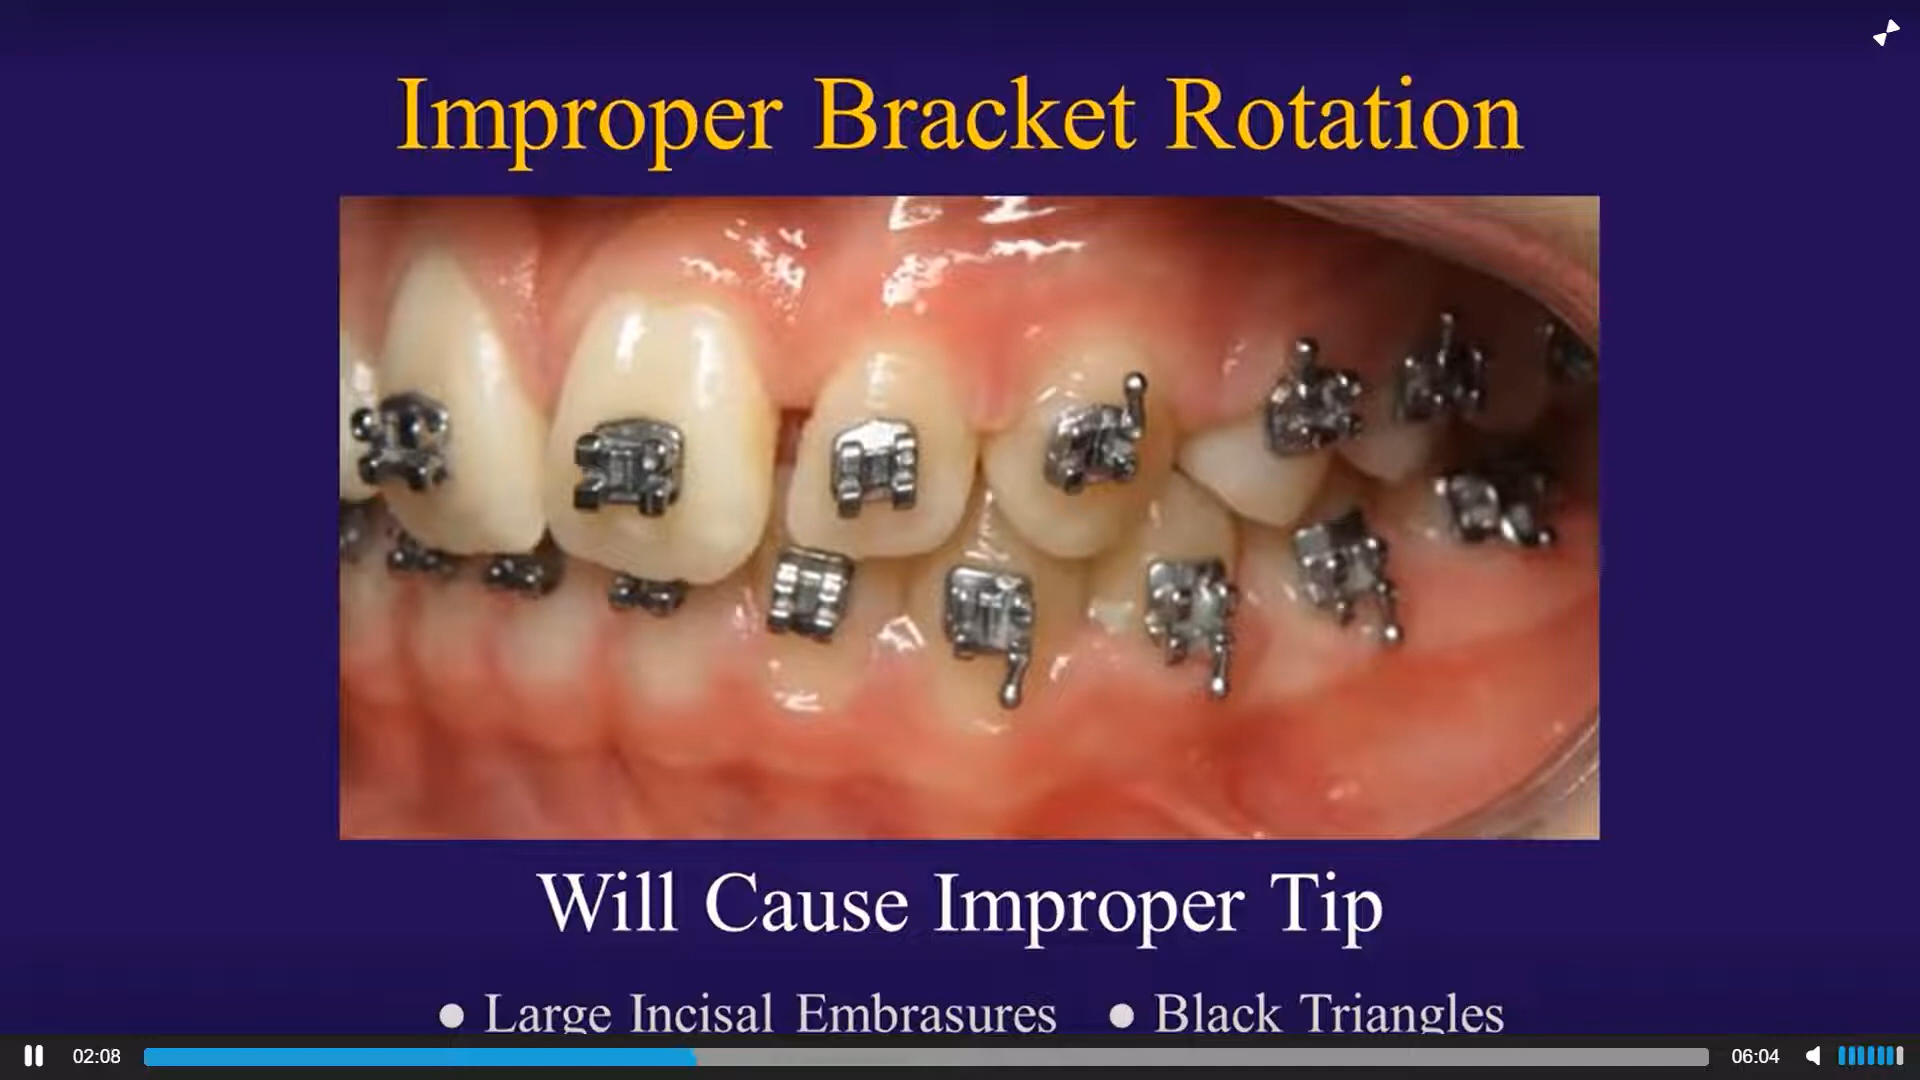 Improper Bracket Rotation
Will Cause Improper Tip
● Large Incisal Embrasures ● Black Triangles
02:08 06:04